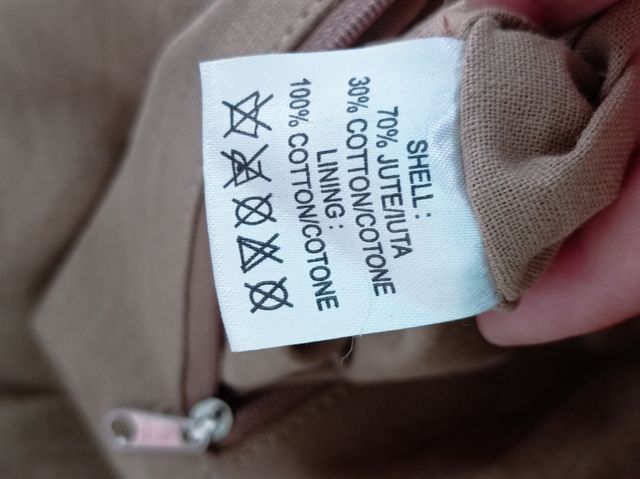 SHELL :
70% JUTE/IUTA
30% COTTON/COTONE
LINING :
100% COTTON/COTONE